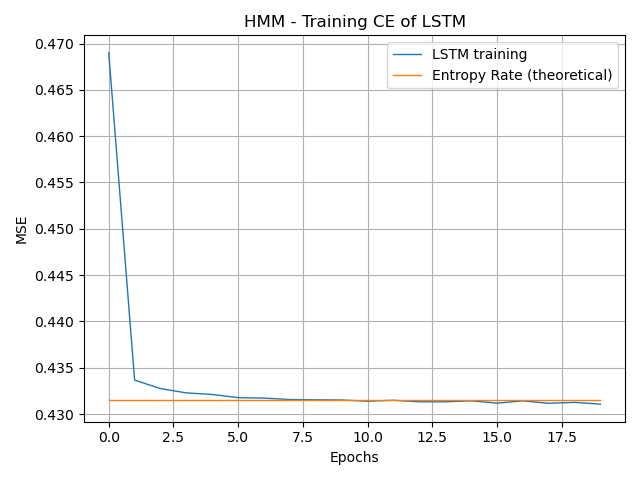 HMM - Training CE of LSTM
LSTM training
Entropy Rate (theoretical)
MSE
0.470
0.465
0.460
0.455
0.450
0.445
0.440
0.435
0.430
0.0 2.5 5.0 7.5 10.0 12.5 15.0 17.5
Epochs